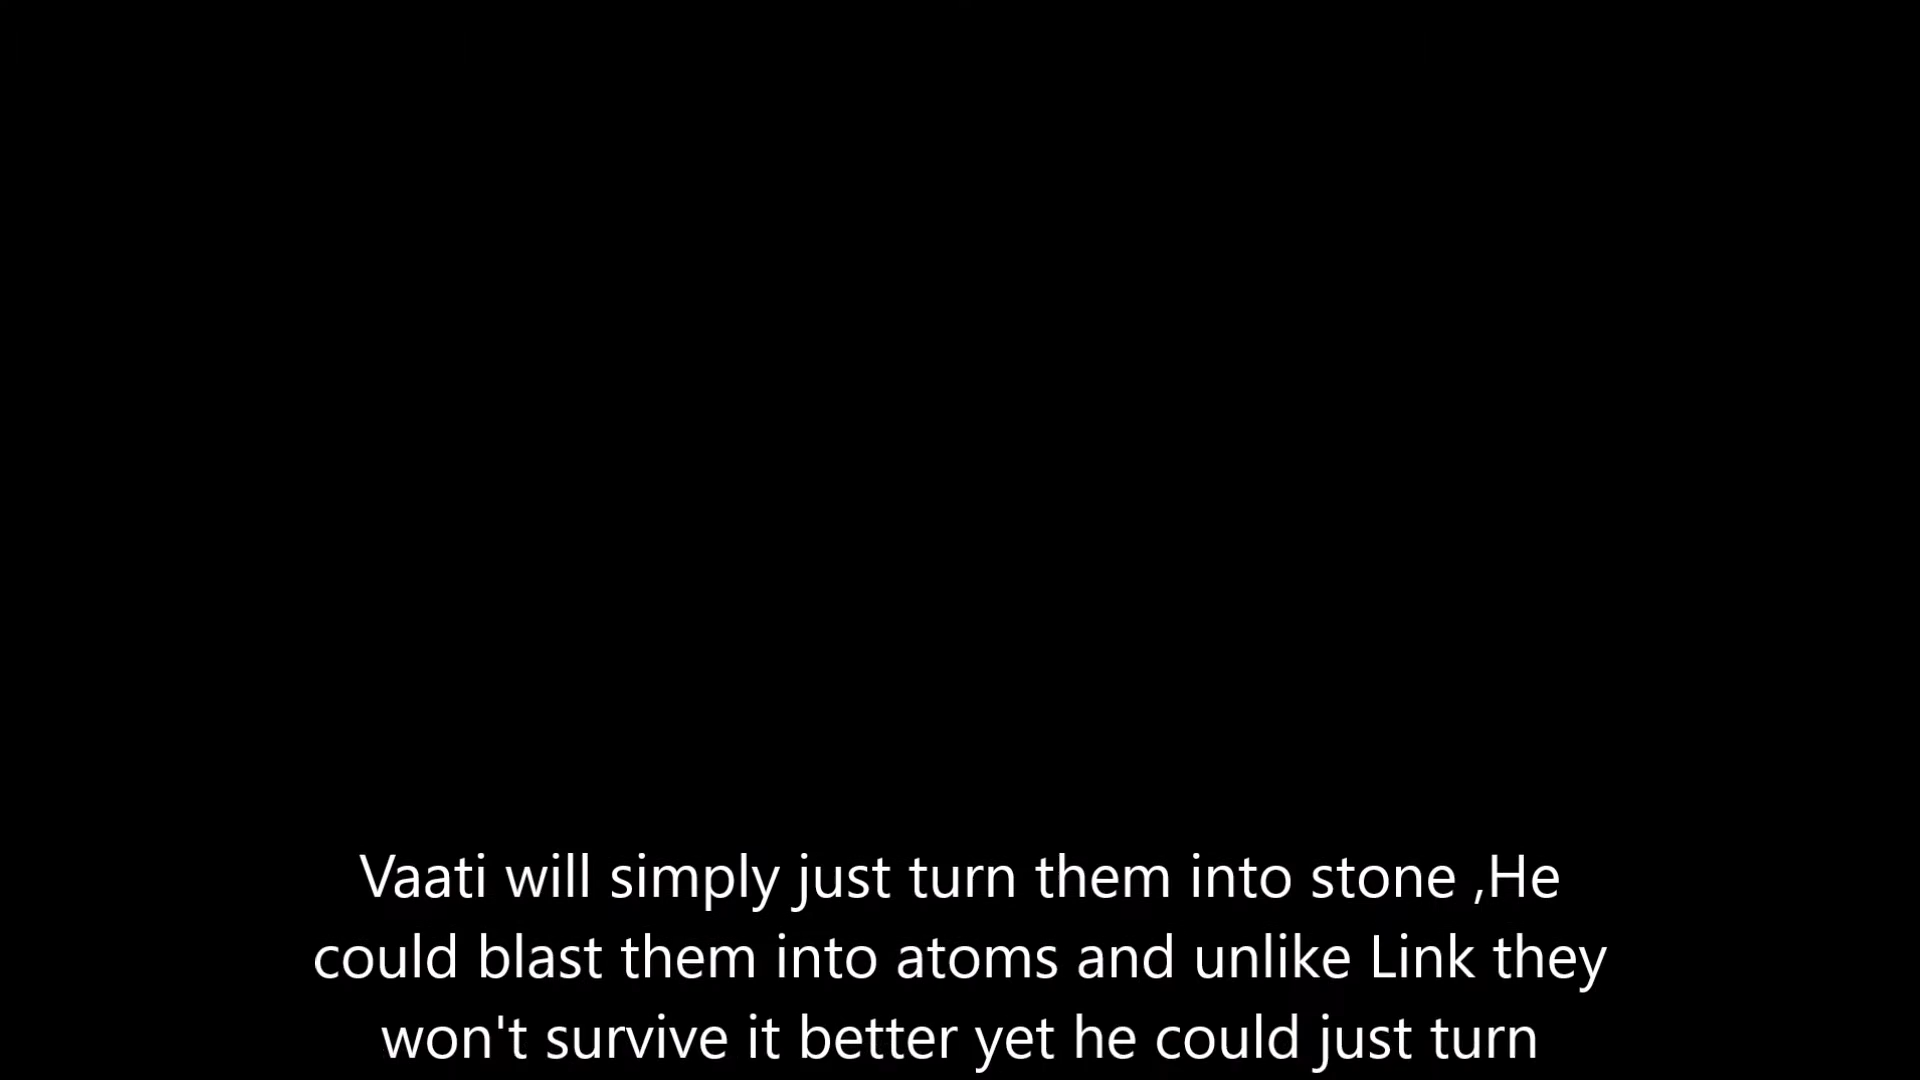 Vaati will simply just turn them into stone ,He
could blast them into atoms and unlike Link they
won't survive it better yet he could just turn